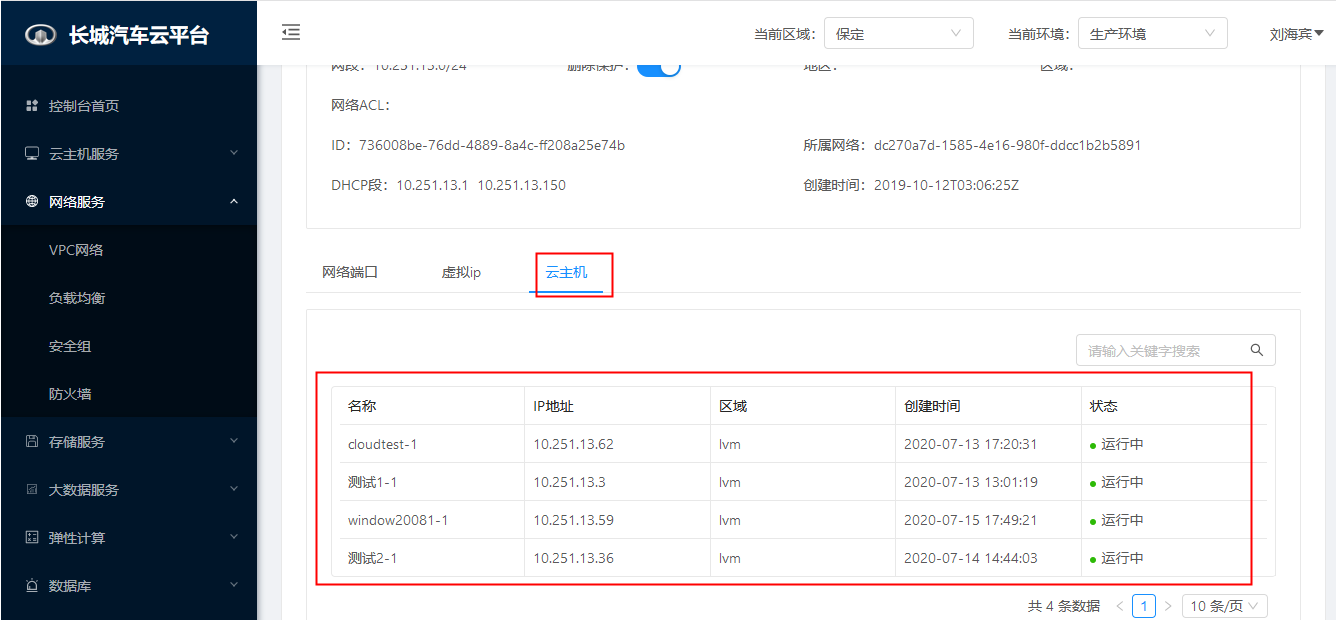 长城汽车云平台
当前区域： 保定 当前环境： 生产环境 刘海宾
控制台首页
云主机服务
网络服务
VPC网络
负载均衡
安全组
防火墙
存储服务
大数据服务
弹性计算
数据库
网段： 10.251.13.0/24 删除保护： 地区： 区域：
网络ACL：
ID： 736008be-76dd-4889-8a4c-ff208a25e74b 所属网络： dc270a7d-1585-4e16-980f-ddcc1b2b5891
DHCP段： 10.251.13.1 10.251.13.150 创建时间： 2019-10-12T03:06:25Z
网络端口 虚拟ip 云主机
请输入关键字搜索
名称 IP地址 区域 创建时间 状态
cloudtest-1 10.251.13.62 lvm 2020-07-13 17:20:31 运行中
测试1-1 10.251.13.3 lvm 2020-07-13 13:01:19 运行中
window20081-1 10.251.13.59 lvm 2020-07-15 17:49:21 运行中
测试2-1 10.251.13.36 lvm 2020-07-14 14:44:03 运行中
共 4 条数据 < 1 > 10 条/页